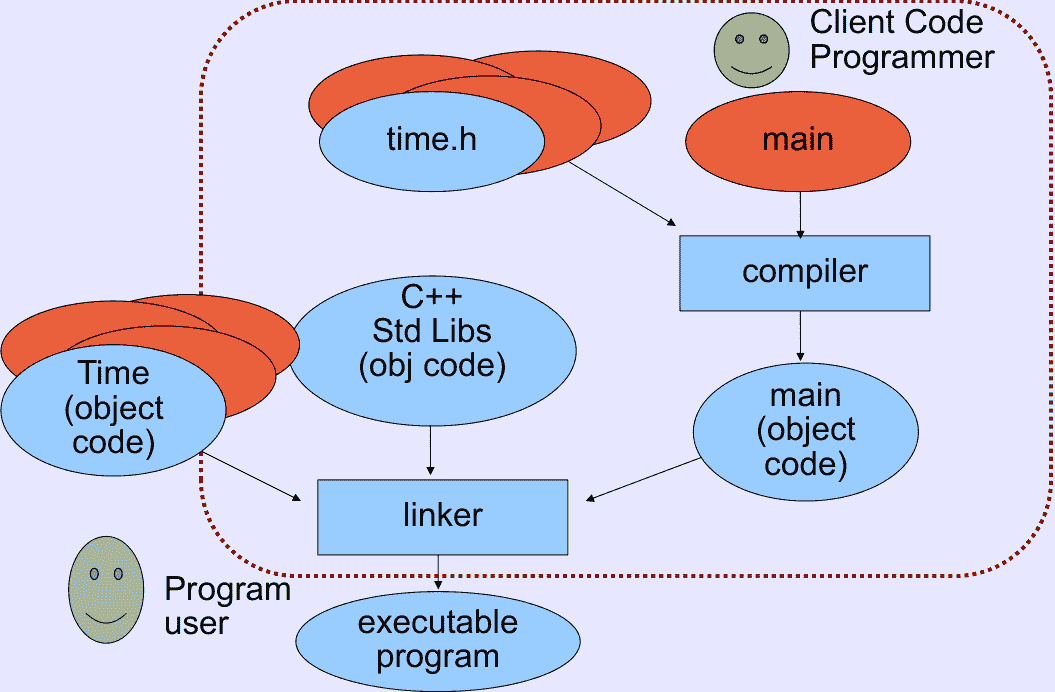 Client Code
Programmer
time.h
main
compiler
C++
Std Libs
(obj code)
Time
(object
code)
main
(object
code)
linker
Program
user
executable
program